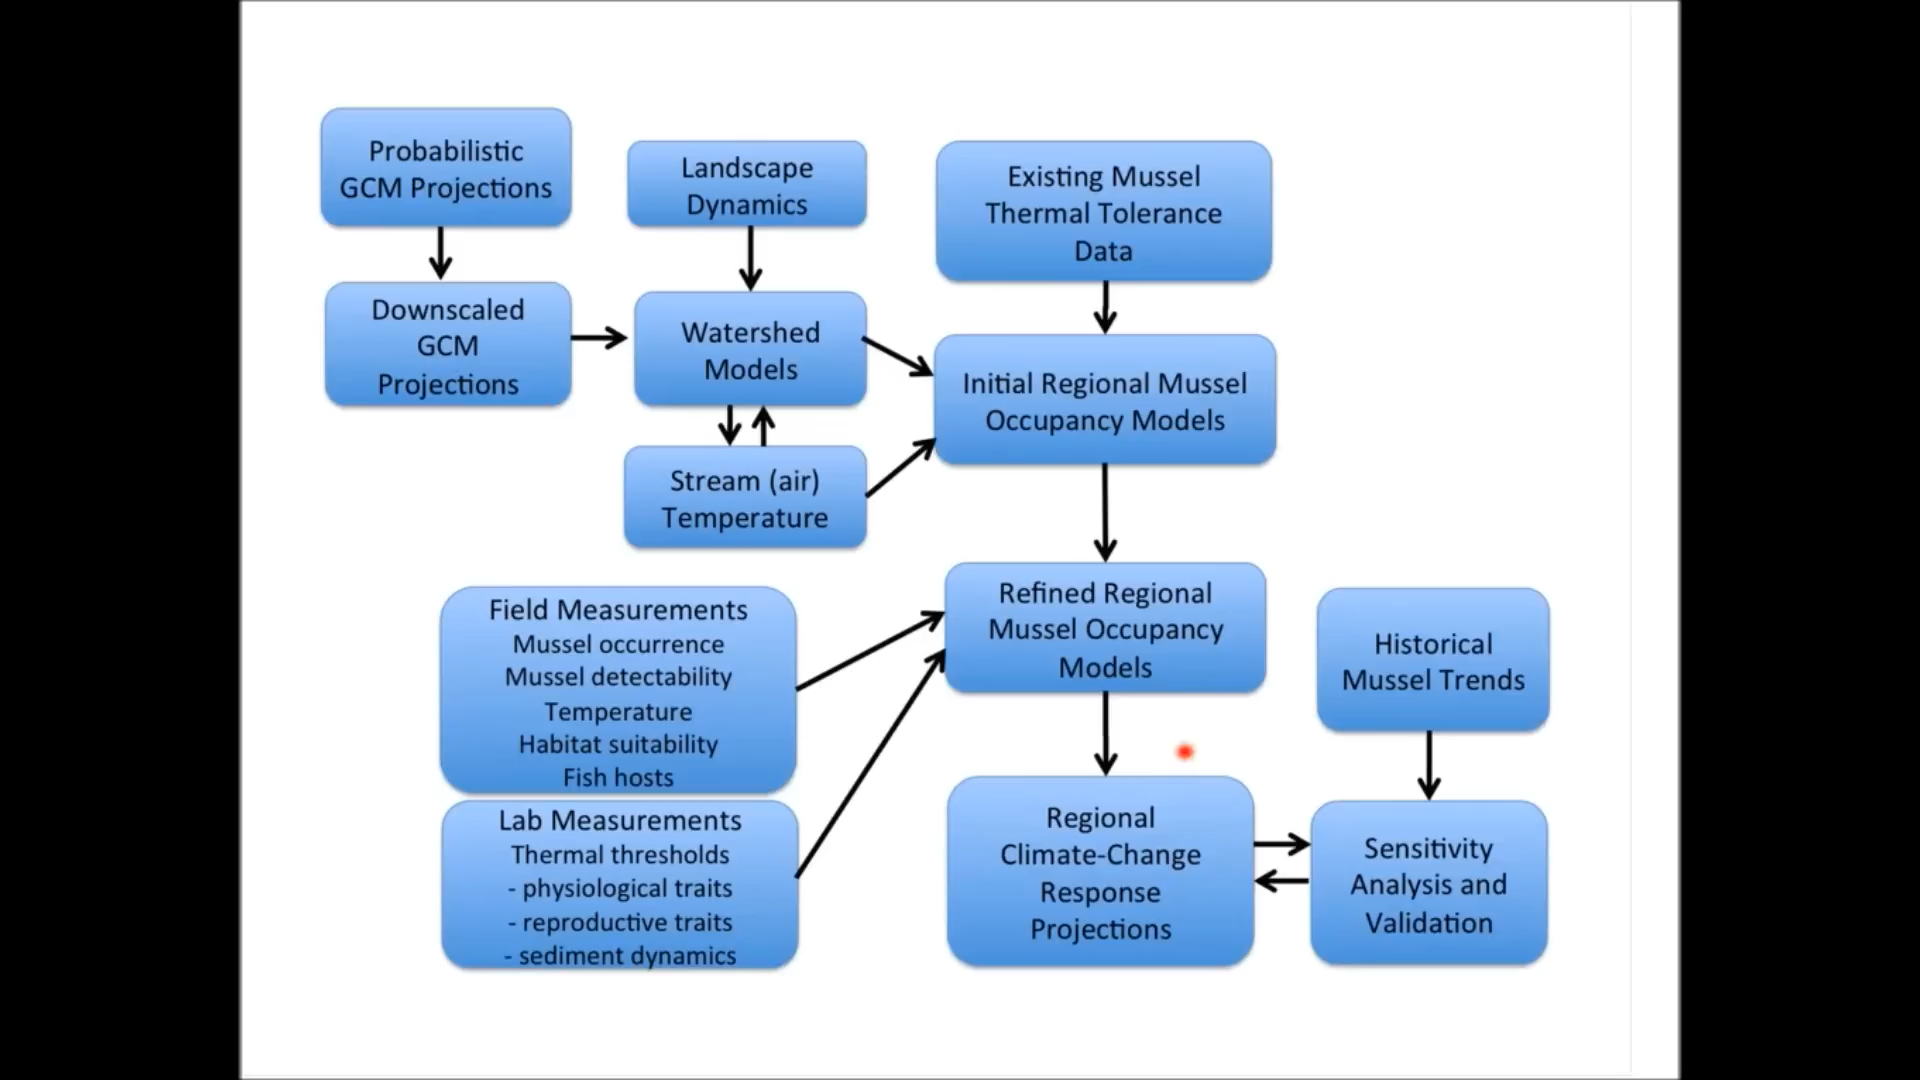 Probabilistic
GCM Projections
Landscape
Dynamics
Existing Mussel
Thermal Tolerance
Data
Downscaled
GCM
Projections
Watershed
Models
Initial Regional Mussel
Occupancy Models
Stream (air)
Temperature
Field Measurements
Mussel occurrence
Mussel detectability
Temperature
Habitat suitability
Fish hosts
Refined Regional
Mussel Occupancy
Models
Historical
Mussel Trends
Lab Measurements
Thermal thresholds
- physiological traits
- reproductive traits
- sediment dynamics
Regional
Climate-Change
Response
Projections
Sensitivity
Analysis and
Validation